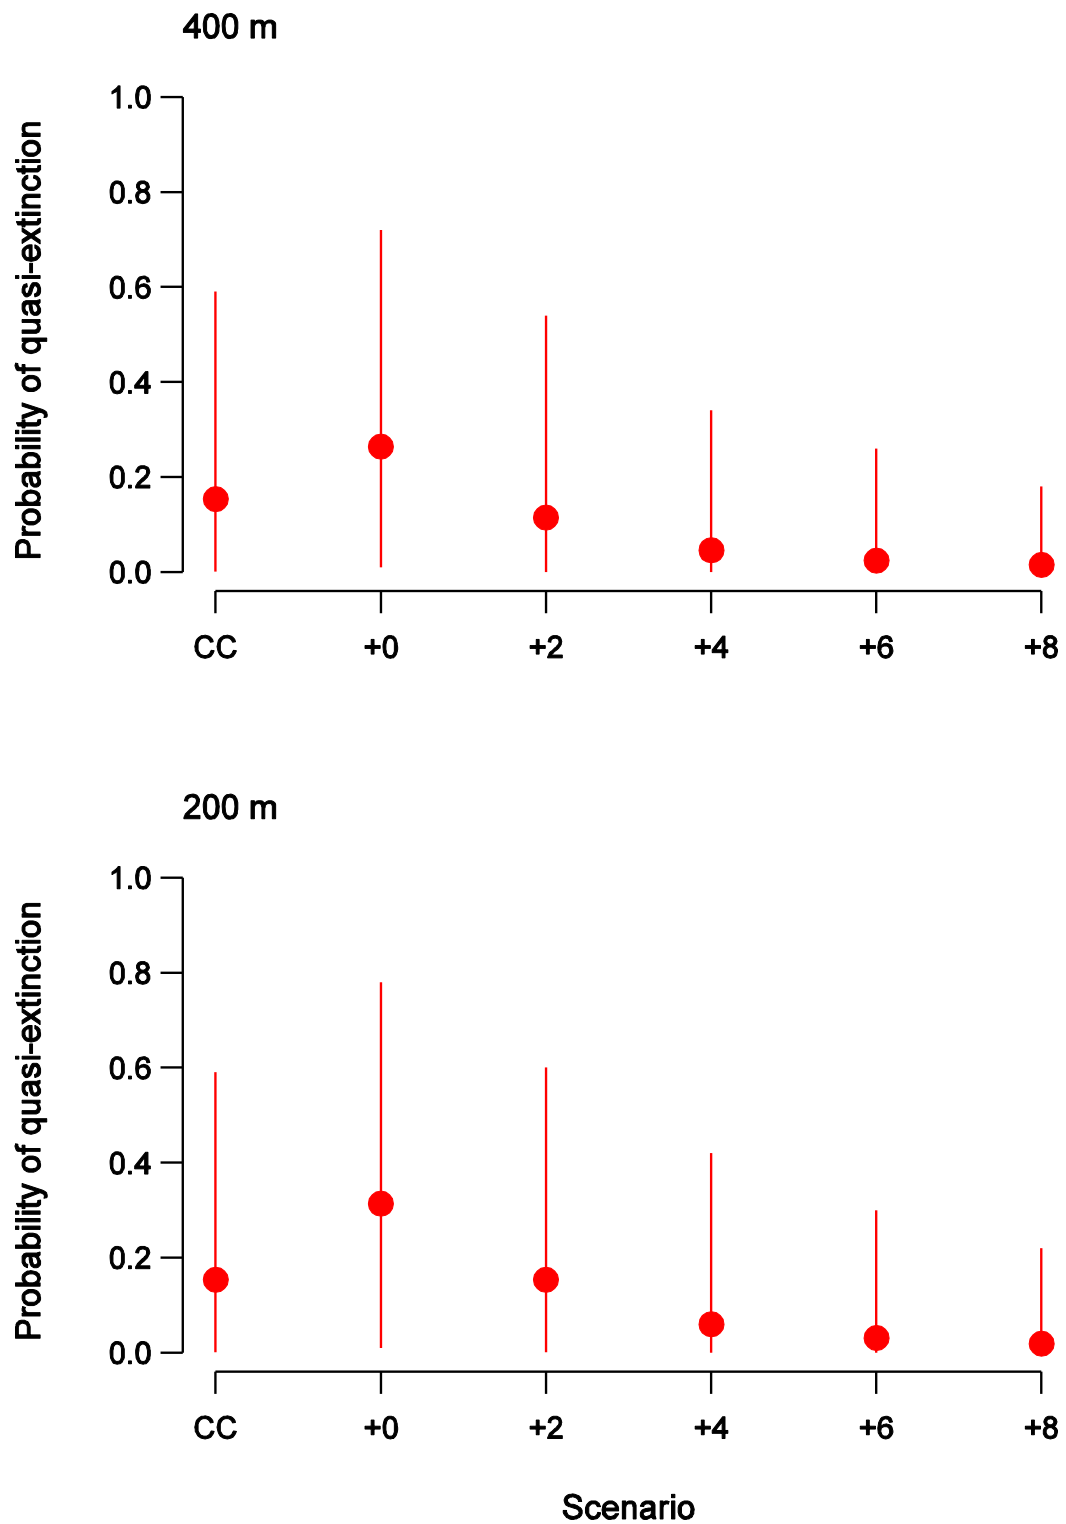 400 m
Probability of quasi-extinction
1.0
0.8
0.6
0.4
0.2
0.0
CC +0 +2 +4 +6 +8
200 m
Probability of quasi-extinction
1.0
0.8
0.6
0.4
0.2
0.0
CC +0 +2 +4 +6 +8
Scenario